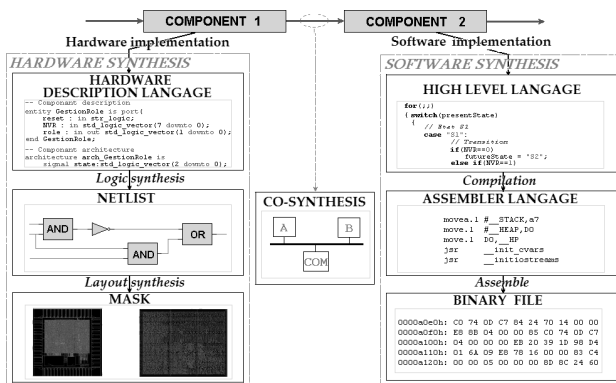 COMPONENT 1
COMPONENT 2
Hardware implementation
Software implementation
HARDWARE SYNTHESIS
HARDWARE
DESCRIPTION LANGAGE
-- Componant description
entity GestionRole is port(
reset : in str_logic;
NVR : in std_logic_vector(7 downto 0);
role : in out std_logic_vector(1 downto 0);
end GestionRole;
-- Componant architecture
architecture arch_GestionRole is
signal state:std_logic_vector(2 downto 0);
Logic synthesis
NETLIST
AND
OR
AND
Layout synthesis
MASK
CO-SYNTHESIS
A
B
COM
SOFTWARE SYNTHESIS
HIGH LEVEL LANGAGE
for(;;)
{ switch(presentState)
{
// Etat S1
case "S1":
// Transition
if(NVR==0)
futureState = "S2";
else if(NVR==1)
Compilation
ASSEMBLER LANGAGE
movea.l #__STACK,a7
move.l #__HEAP,D0
move.l D0,__HP
jsr __init_cvars
jsr __initiostreams
Assemble
BINARY FILE
0000a0e0h: C0 74 0D C7 84 24 70 14 00 00
0000a0f0h: E8 88 04 00 00 85 C0 74 0D C7
0000a100h: 04 00 00 00 EB 20 39 1D 98 D4
0000a110h: 01 6A 09 E8 78 16 00 00 83 C4
0000a120h: 00 00 05 00 00 00 8D 8C 24 60